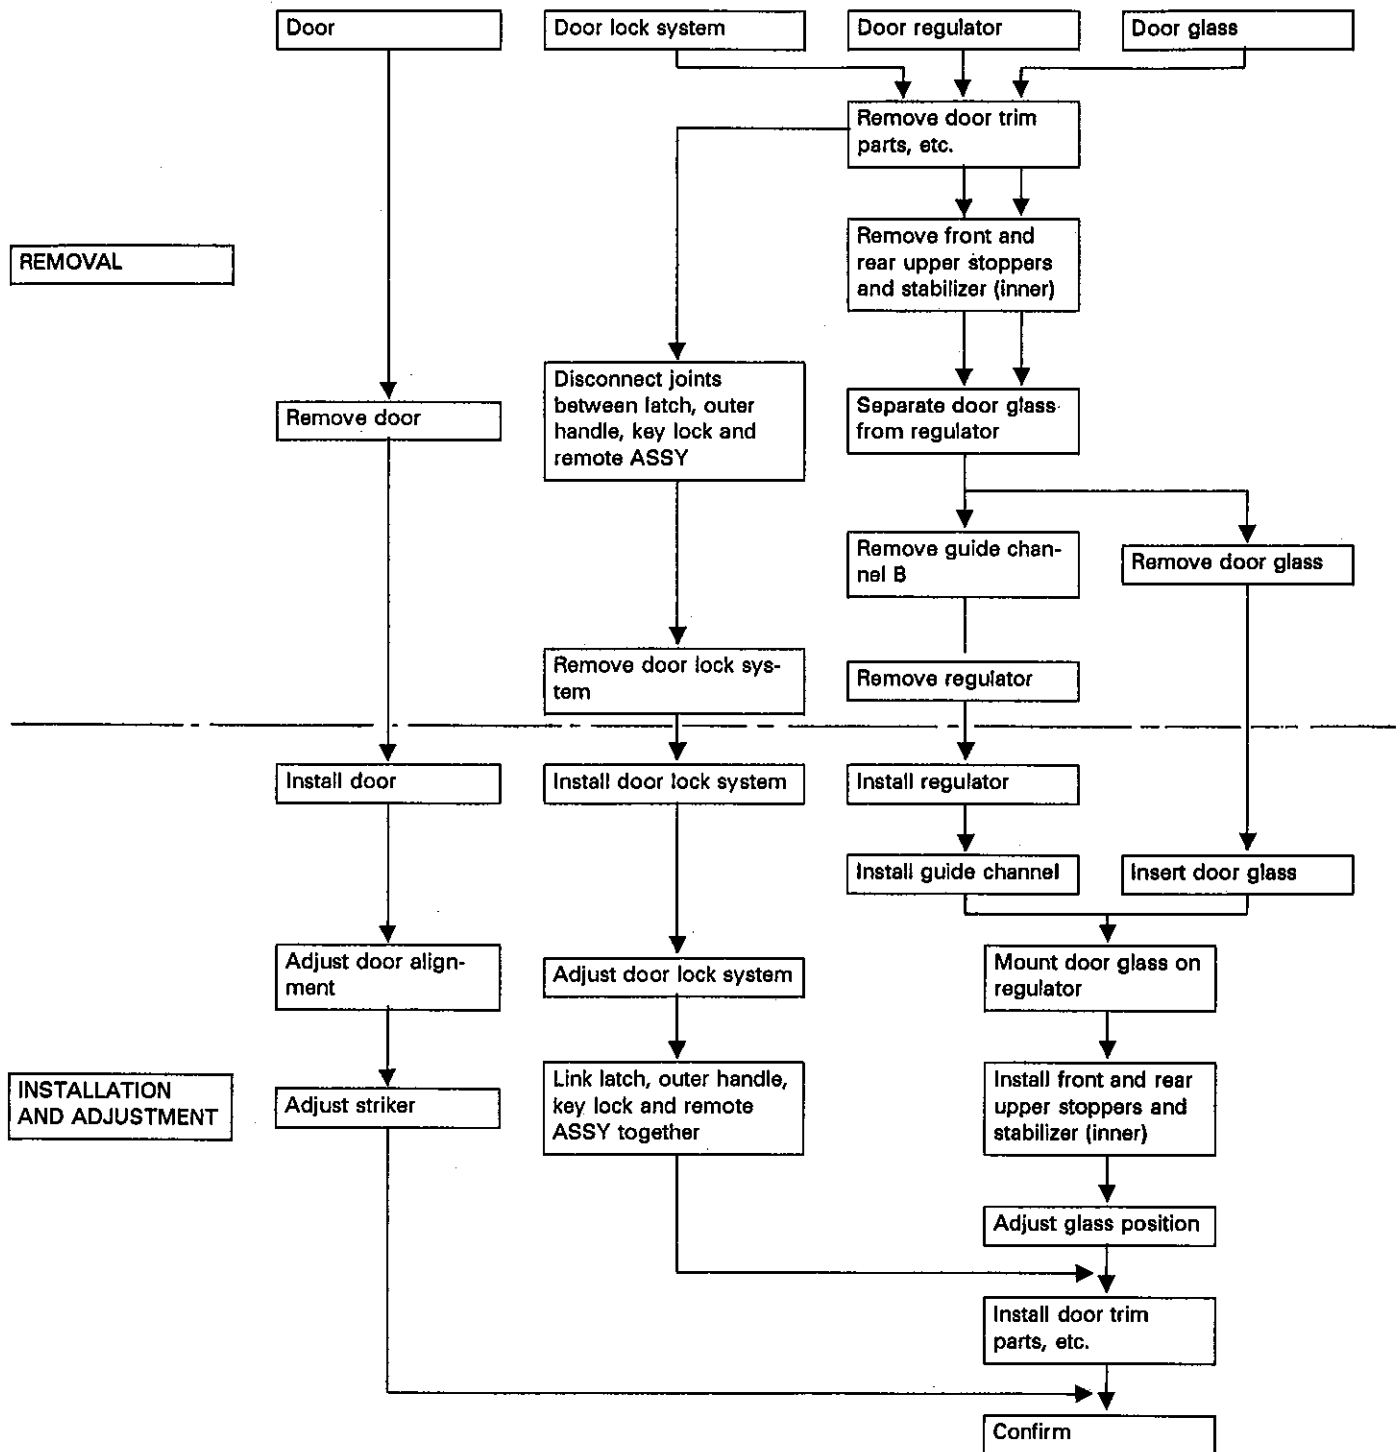 Door
Door lock system
Door regulator
Door glass
Remove door trim
parts, etc.
REMOVAL
Remove front and
rear upper stoppers
and stabilizer (inner)
Remove door
Disconnect joints
between latch, outer
handle, key lock and
remote ASSY
Separate door glass
from regulator
Remove guide chan-
nel B
Remove door glass
Remove door lock sys-
tem
Remove regulator
Install door
Install door lock system
Install regulator
Install guide channel
Insert door glass
Adjust door align-
ment
Adjust door lock system
Mount door glass on
regulator
INSTALLATION
AND ADJUSTMENT
Adjust striker
Link latch, outer handle,
key lock and remote
ASSY together
Install front and rear
upper stoppers and
stabilizer (inner)
Adjust glass position
Install door trim
parts, etc.
Confirm